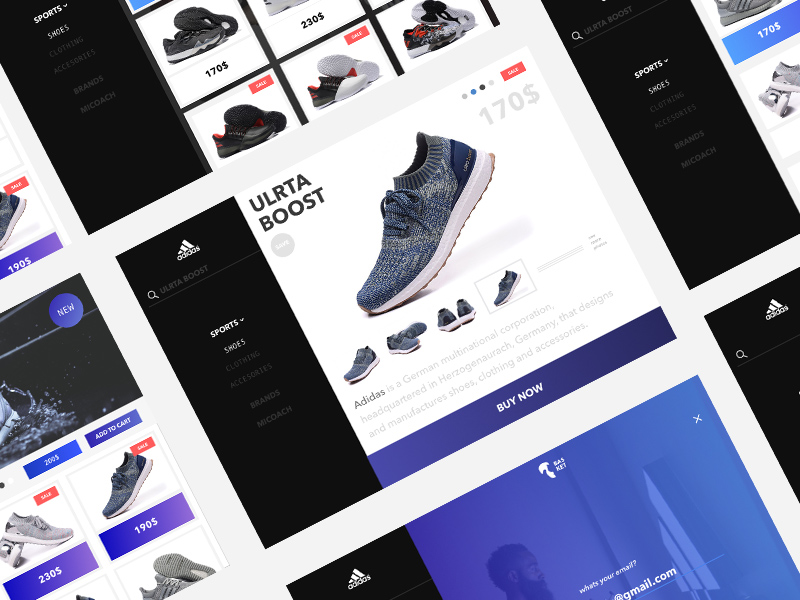 SPORTS
SHOES
CLOTHING
ACCESORIES
BRANDS
MICOACH
170$
230$
SALE
SALE
ULRTA BOOST
SPORTS
SHOES
CLOTHING
ACCESORIES
BRANDS
MICOACH
170$
SALE
190$
SALE
170$
ULRTA
BOOST
adidas
ULRTA BOOST
SPORTS
SHOES
CLOTHING
ACCESORIES
BRANDS
MICOACH
Adidas is a German multinational corporation,
headquartered in Herzogenaurach, Germany, that designs
and manufactures shoes, clothing and accessories.
BUY NOW
NEW
200$
ADD TO CART
SALE
SALE
230$
190$
adidas
BAS
KET
whats your email?
@gmail.com
adidas